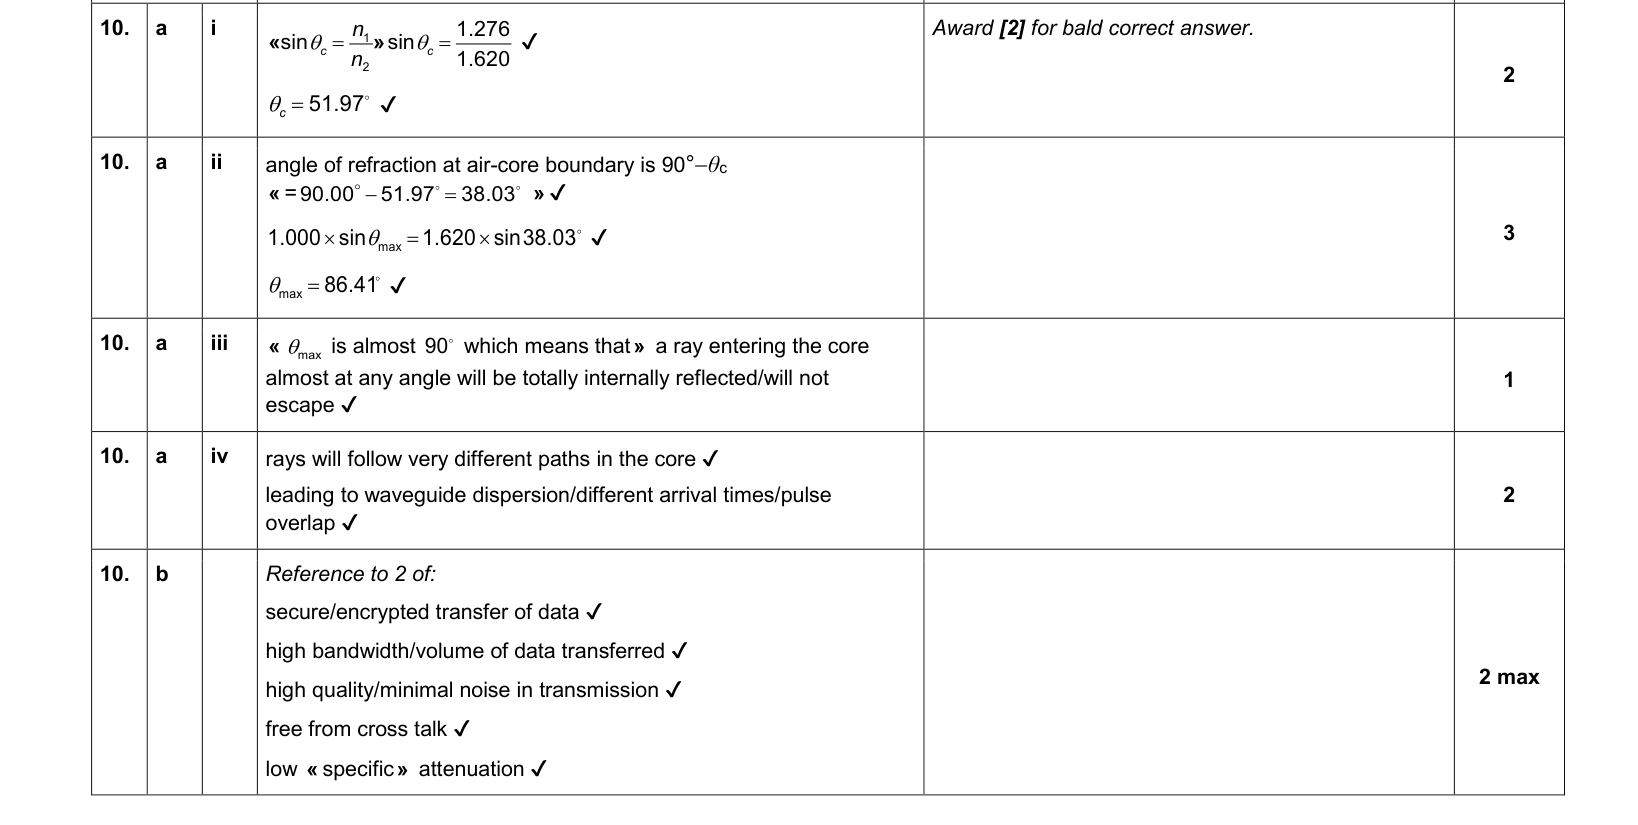 10. a i «sinθc = n1/n2» sinθc = 1.276/1.620 ✓ Award [2] for bald correct answer. 2
θc = 51.97° ✓
10. a ii angle of refraction at air-core boundary is 90°–θc
« = 90.00° – 51.97° = 38.03° » ✓
1.000 × sinθmax = 1.620 × sin38.03° ✓ 3
θmax = 86.41° ✓
10. a iii « θmax is almost 90° which means that» a ray entering the core
almost at any angle will be totally internally reflected/will not 1
escape ✓
10. a iv rays will follow very different paths in the core ✓
leading to waveguide dispersion/different arrival times/pulse 2
overlap ✓
10. b Reference to 2 of:
secure/encrypted transfer of data ✓
high bandwidth/volume of data transferred ✓
2 max
high quality/minimal noise in transmission ✓
free from cross talk ✓
low «specific» attenuation ✓